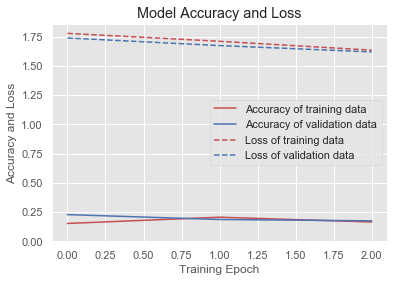 Model Accuracy and Loss
Accuracy and Loss
1.75
1.50
1.25
1.00
0.75
0.50
0.25
0.00
Accuracy of training data
Accuracy of validation data
Loss of training data
Loss of validation data
0.00 0.25 0.50 0.75 1.00 1.25 1.50 1.75 2.00
Training Epoch